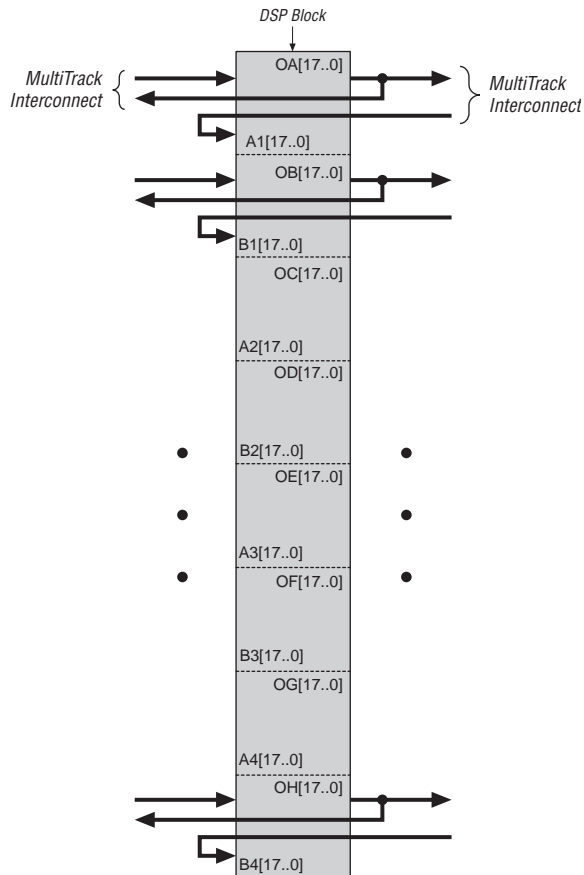 DSP Block
MultiTrack
Interconnect
OA[17..0]
MultiTrack
Interconnect
A1[17..0]
OB[17..0]
B1[17..0]
OC[17..0]
A2[17..0]
OD[17..0]
B2[17..0]
OE[17..0]
A3[17..0]
OF[17..0]
B3[17..0]
OG[17..0]
A4[17..0]
OH[17..0]
B4[17..0]